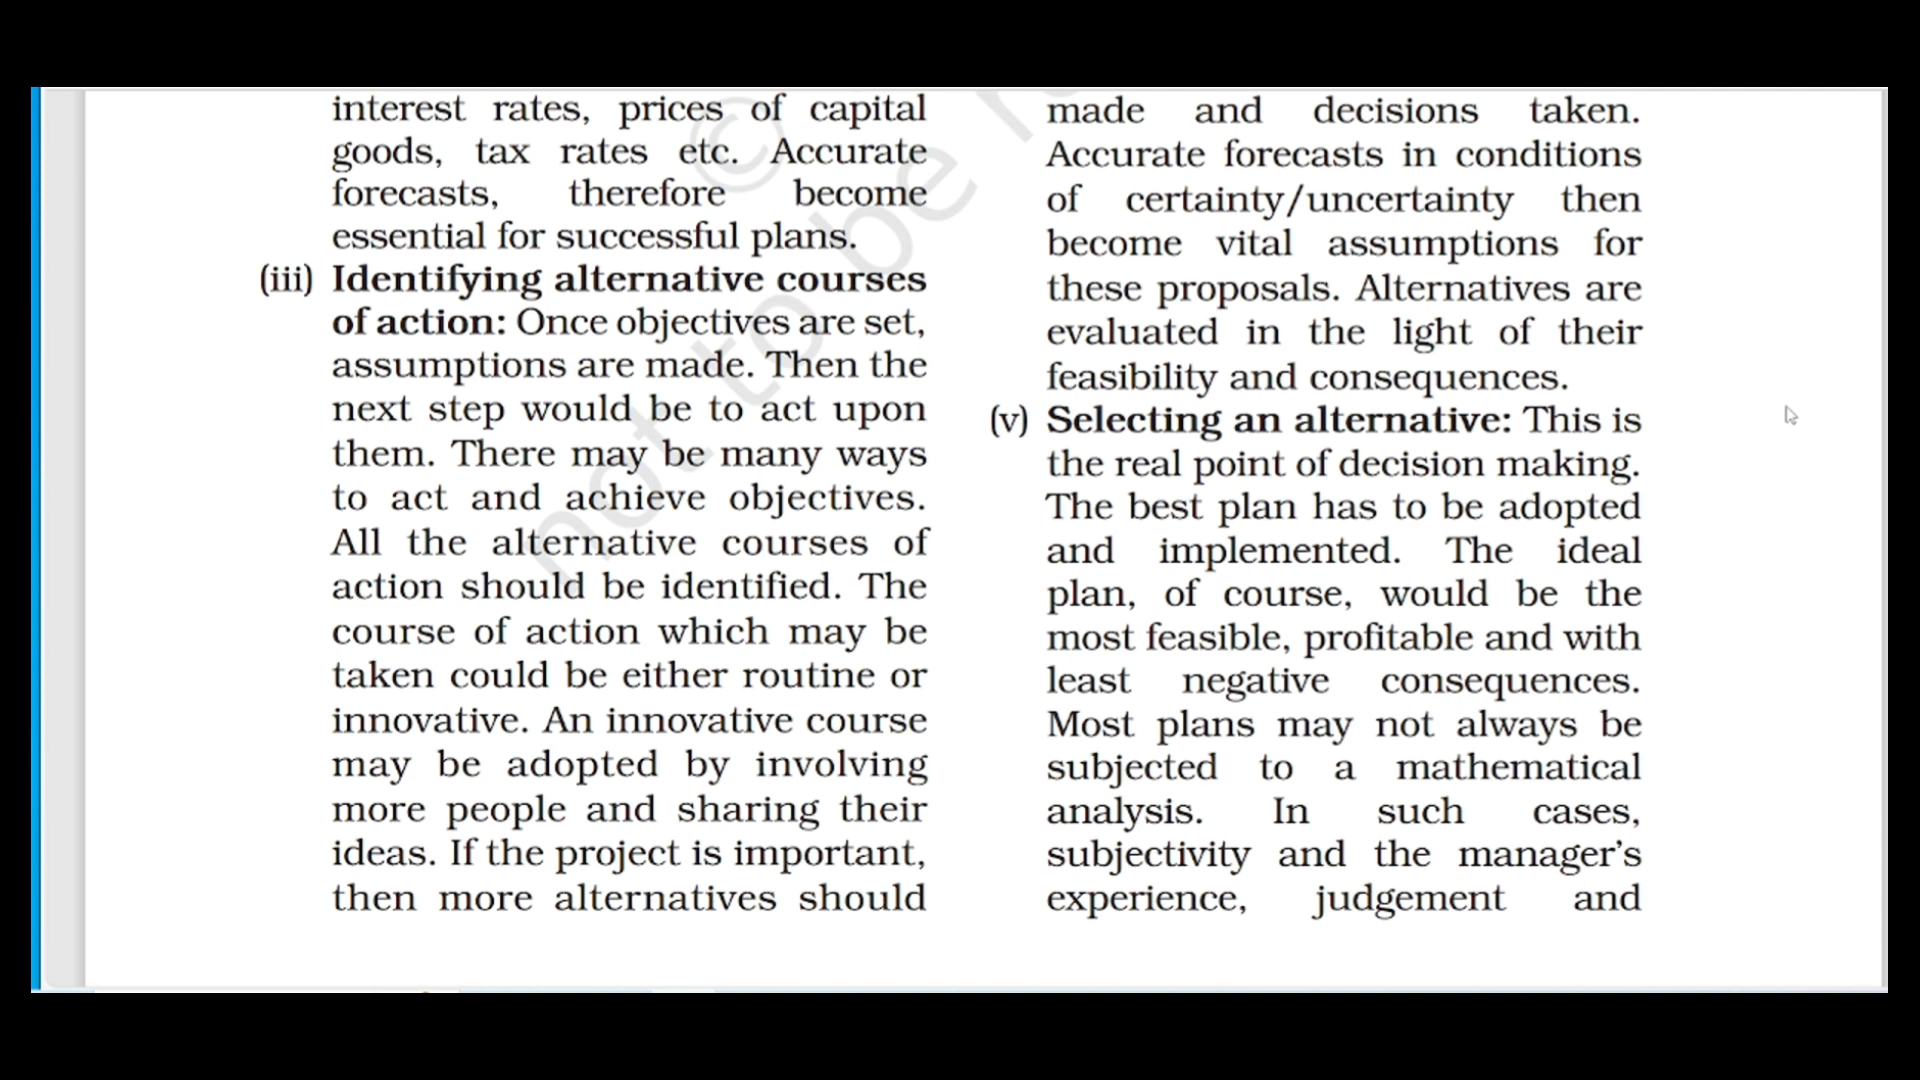 interest rates, prices of capital
goods, tax rates etc. Accurate
forecasts, therefore become
essential for successful plans.
(iii) Identifying alternative courses
of action: Once objectives are set,
assumptions are made. Then the
next step would be to act upon
them. There may be many ways
to act and achieve objectives.
All the alternative courses of
action should be identified. The
course of action which may be
taken could be either routine or
innovative. An innovative course
may be adopted by involving
more people and sharing their
ideas. If the project is important,
then more alternatives should
made and decisions taken.
Accurate forecasts in conditions
of certainty/uncertainty then
become vital assumptions for
these proposals. Alternatives are
evaluated in the light of their
feasibility and consequences.
(v) Selecting an alternative: This is
the real point of decision making.
The best plan has to be adopted
and implemented. The ideal
plan, of course, would be the
most feasible, profitable and with
least negative consequences.
Most plans may not always be
subjected to a mathematical
analysis. In such cases,
subjectivity and the manager's
experience, judgement and
©
not to be r